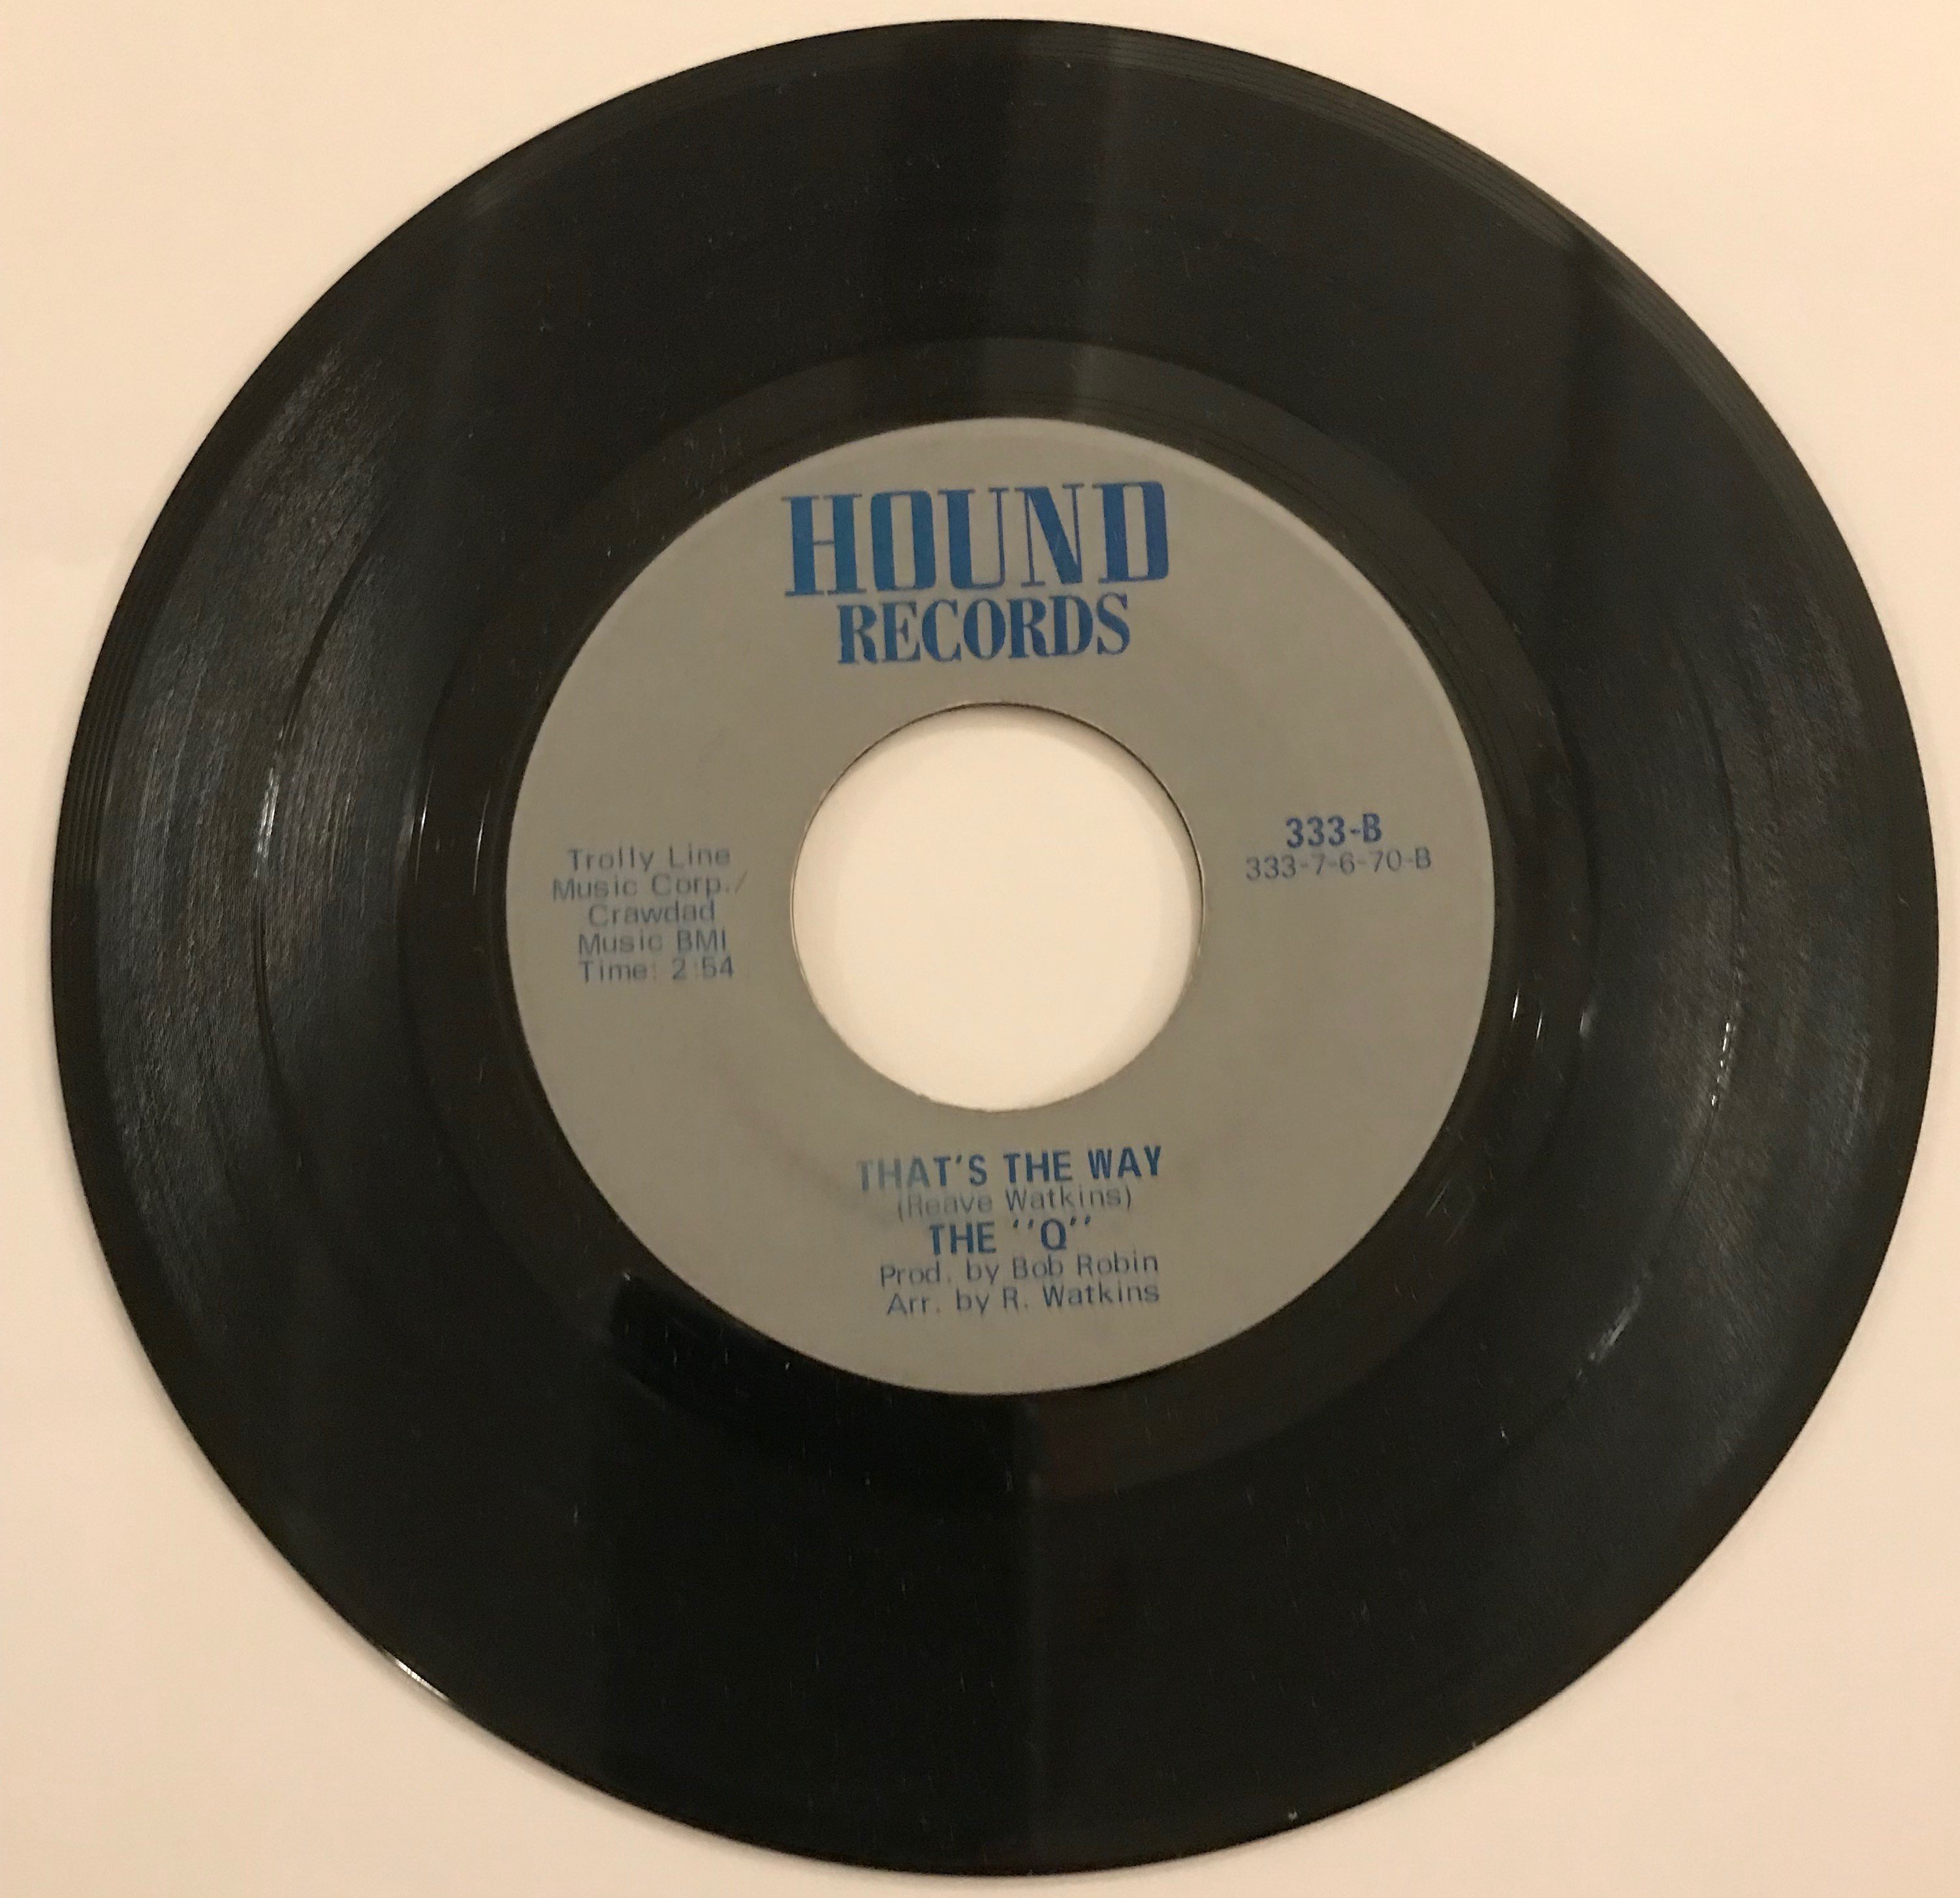 HOUND
RECORDS
Trolly Line
Music Corp./
Crawdad
Music BMI
Time: 2:54
333-B
333-7-6-70-B
THAT'S THE WAY
(Reave Watkins)
THE "Q"
Prod. by Bob Robin
Arr. by R. Watkins